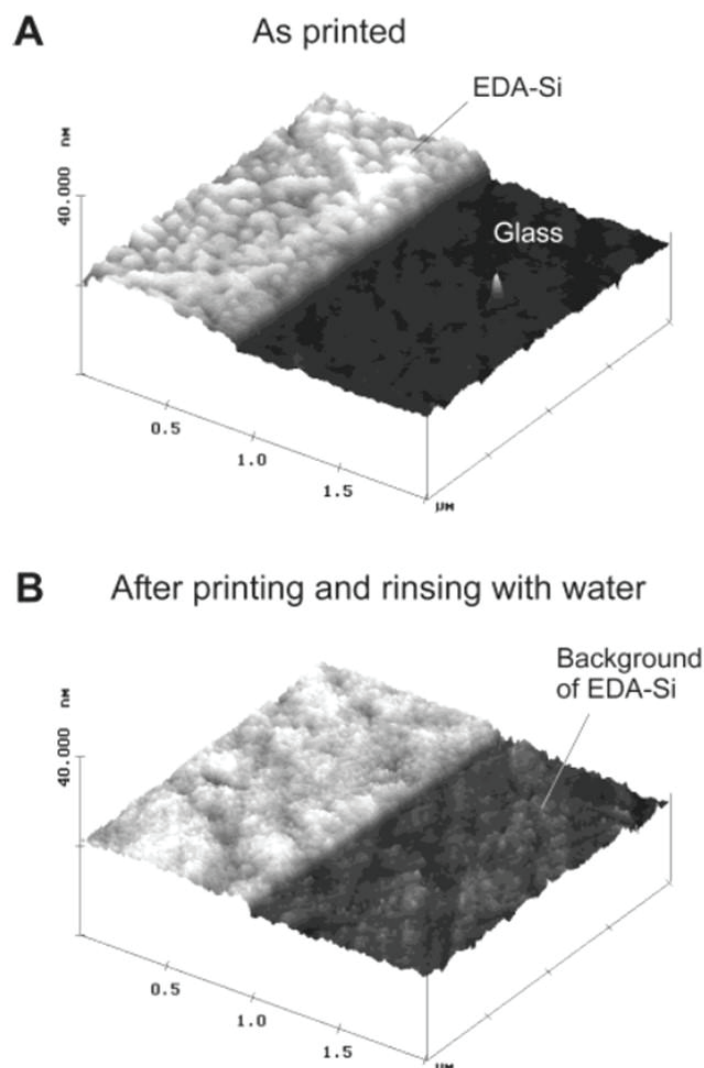 A
As printed
EDA-Si
40.000 nM
Glass
0.5
1.0
1.5
µM
B
After printing and rinsing with water
Background
of EDA-Si
40.000 nM
0.5
1.0
1.5
µM